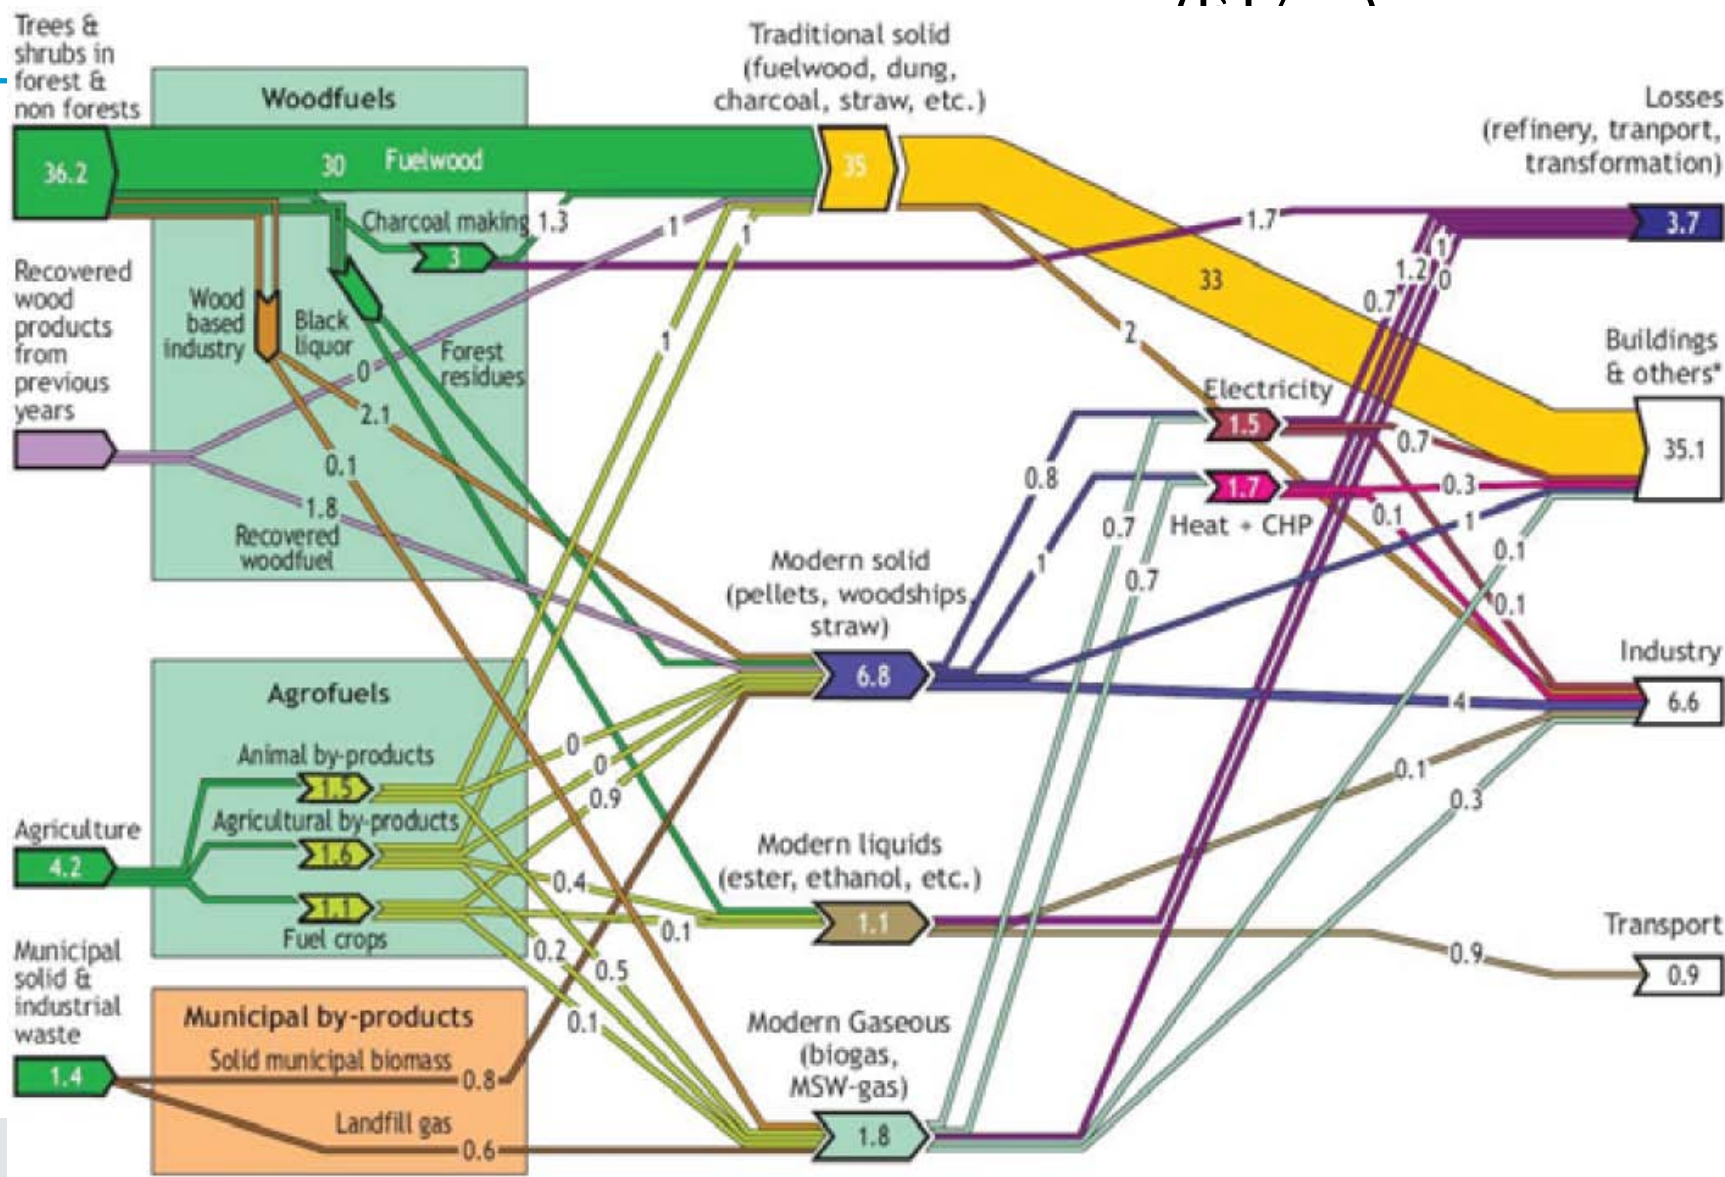 Trees &
shrubs in
forest &
non forests
36.2
Recovered
wood
products
from
previous
years
Agriculture
4.2
Municipal
solid &
industrial
waste
1.4
Woodfuels
30
Fuelwood
Charcoal making
1.3
3
Wood
based
industry
Black
liquor
Forest
residues
1
0
2.1
0.1
1.8
Recovered
woodfuel
1
1
Agrofuels
Animal by-products
1.5
Agricultural by-products
1.6
1.1
Fuel crops
0
0
0.9
0.4
0.1
0.2
0.5
0.1
Municipal by-products
Solid municipal biomass
0.8
Landfill gas
0.6
Traditional solid
(fuelwood, dung,
charcoal, straw, etc.)
35
Modern solid
(pellets, woodships,
straw)
6.8
Modern liquids
(ester, ethanol, etc.)
1.1
Modern Gaseous
(biogas,
MSW-gas)
1.8
1.7
33
2
0.7
1.2
1
0
Electricity
1.5
0.7
1.7
Heat + CHP
0.3
0.1
1
0.1
0.1
0.8
1
0.7
0.7
4
0.1
0.3
0.9
Losses
(refinery, tranport,
transformation)
3.7
Buildings
& others*
35.1
Industry
6.6
Transport
0.9